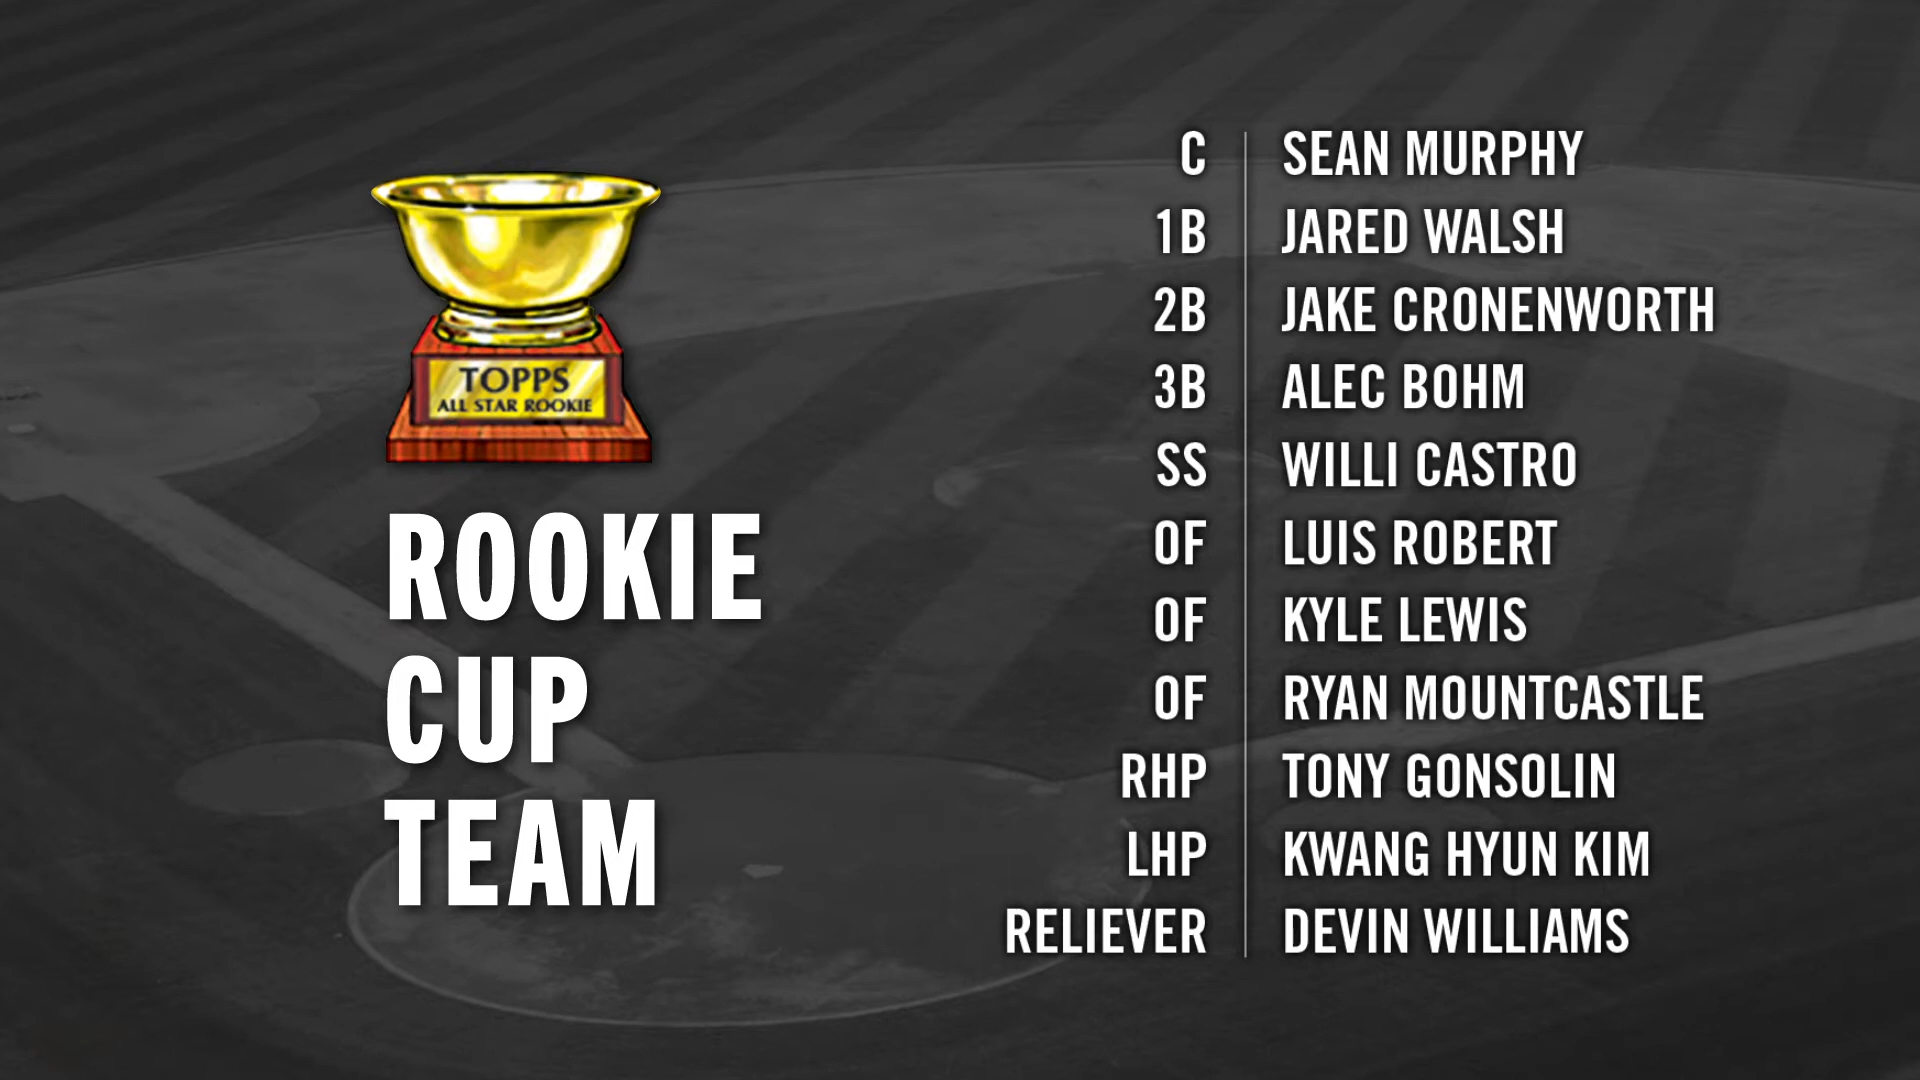 TOPPS
ALL STAR ROOKIE
ROOKIE
CUP
TEAM
C SEAN MURPHY
1B JARED WALSH
2B JAKE CRONENWORTH
3B ALEC BOHM
SS WILLI CASTRO
OF LUIS ROBERT
OF KYLE LEWIS
OF RYAN MOUNTCASTLE
RHP TONY GONSOLIN
LHP KWANG HYUN KIM
RELIEVER DEVIN WILLIAMS